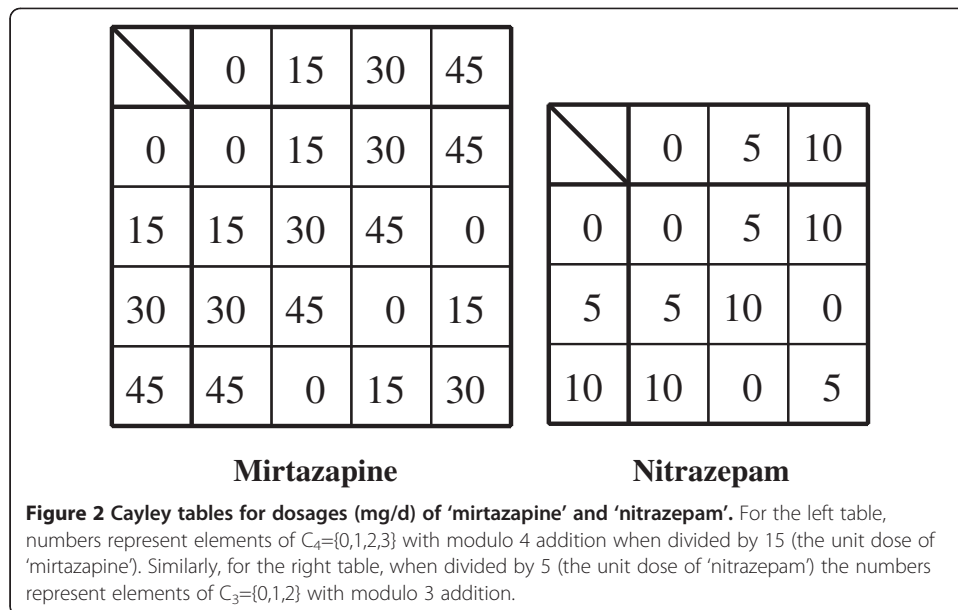 0 15 30 45
0 0 15 30 45
15 15 30 45 0
30 30 45 0 15
45 45 0 15 30
Mirtazapine
0 5 10
0 0 5 10
5 5 10 0
10 10 0 5
Nitrazepam
Figure 2 Cayley tables for dosages (mg/d) of ‘mirtazapine’ and ‘nitrazepam’. For the left table,
numbers represent elements of C₄={0,1,2,3} with modulo 4 addition when divided by 15 (the unit dose of
‘mirtazapine’). Similarly, for the right table, when divided by 5 (the unit dose of ‘nitrazepam’) the numbers
represent elements of C₃={0,1,2} with modulo 3 addition.